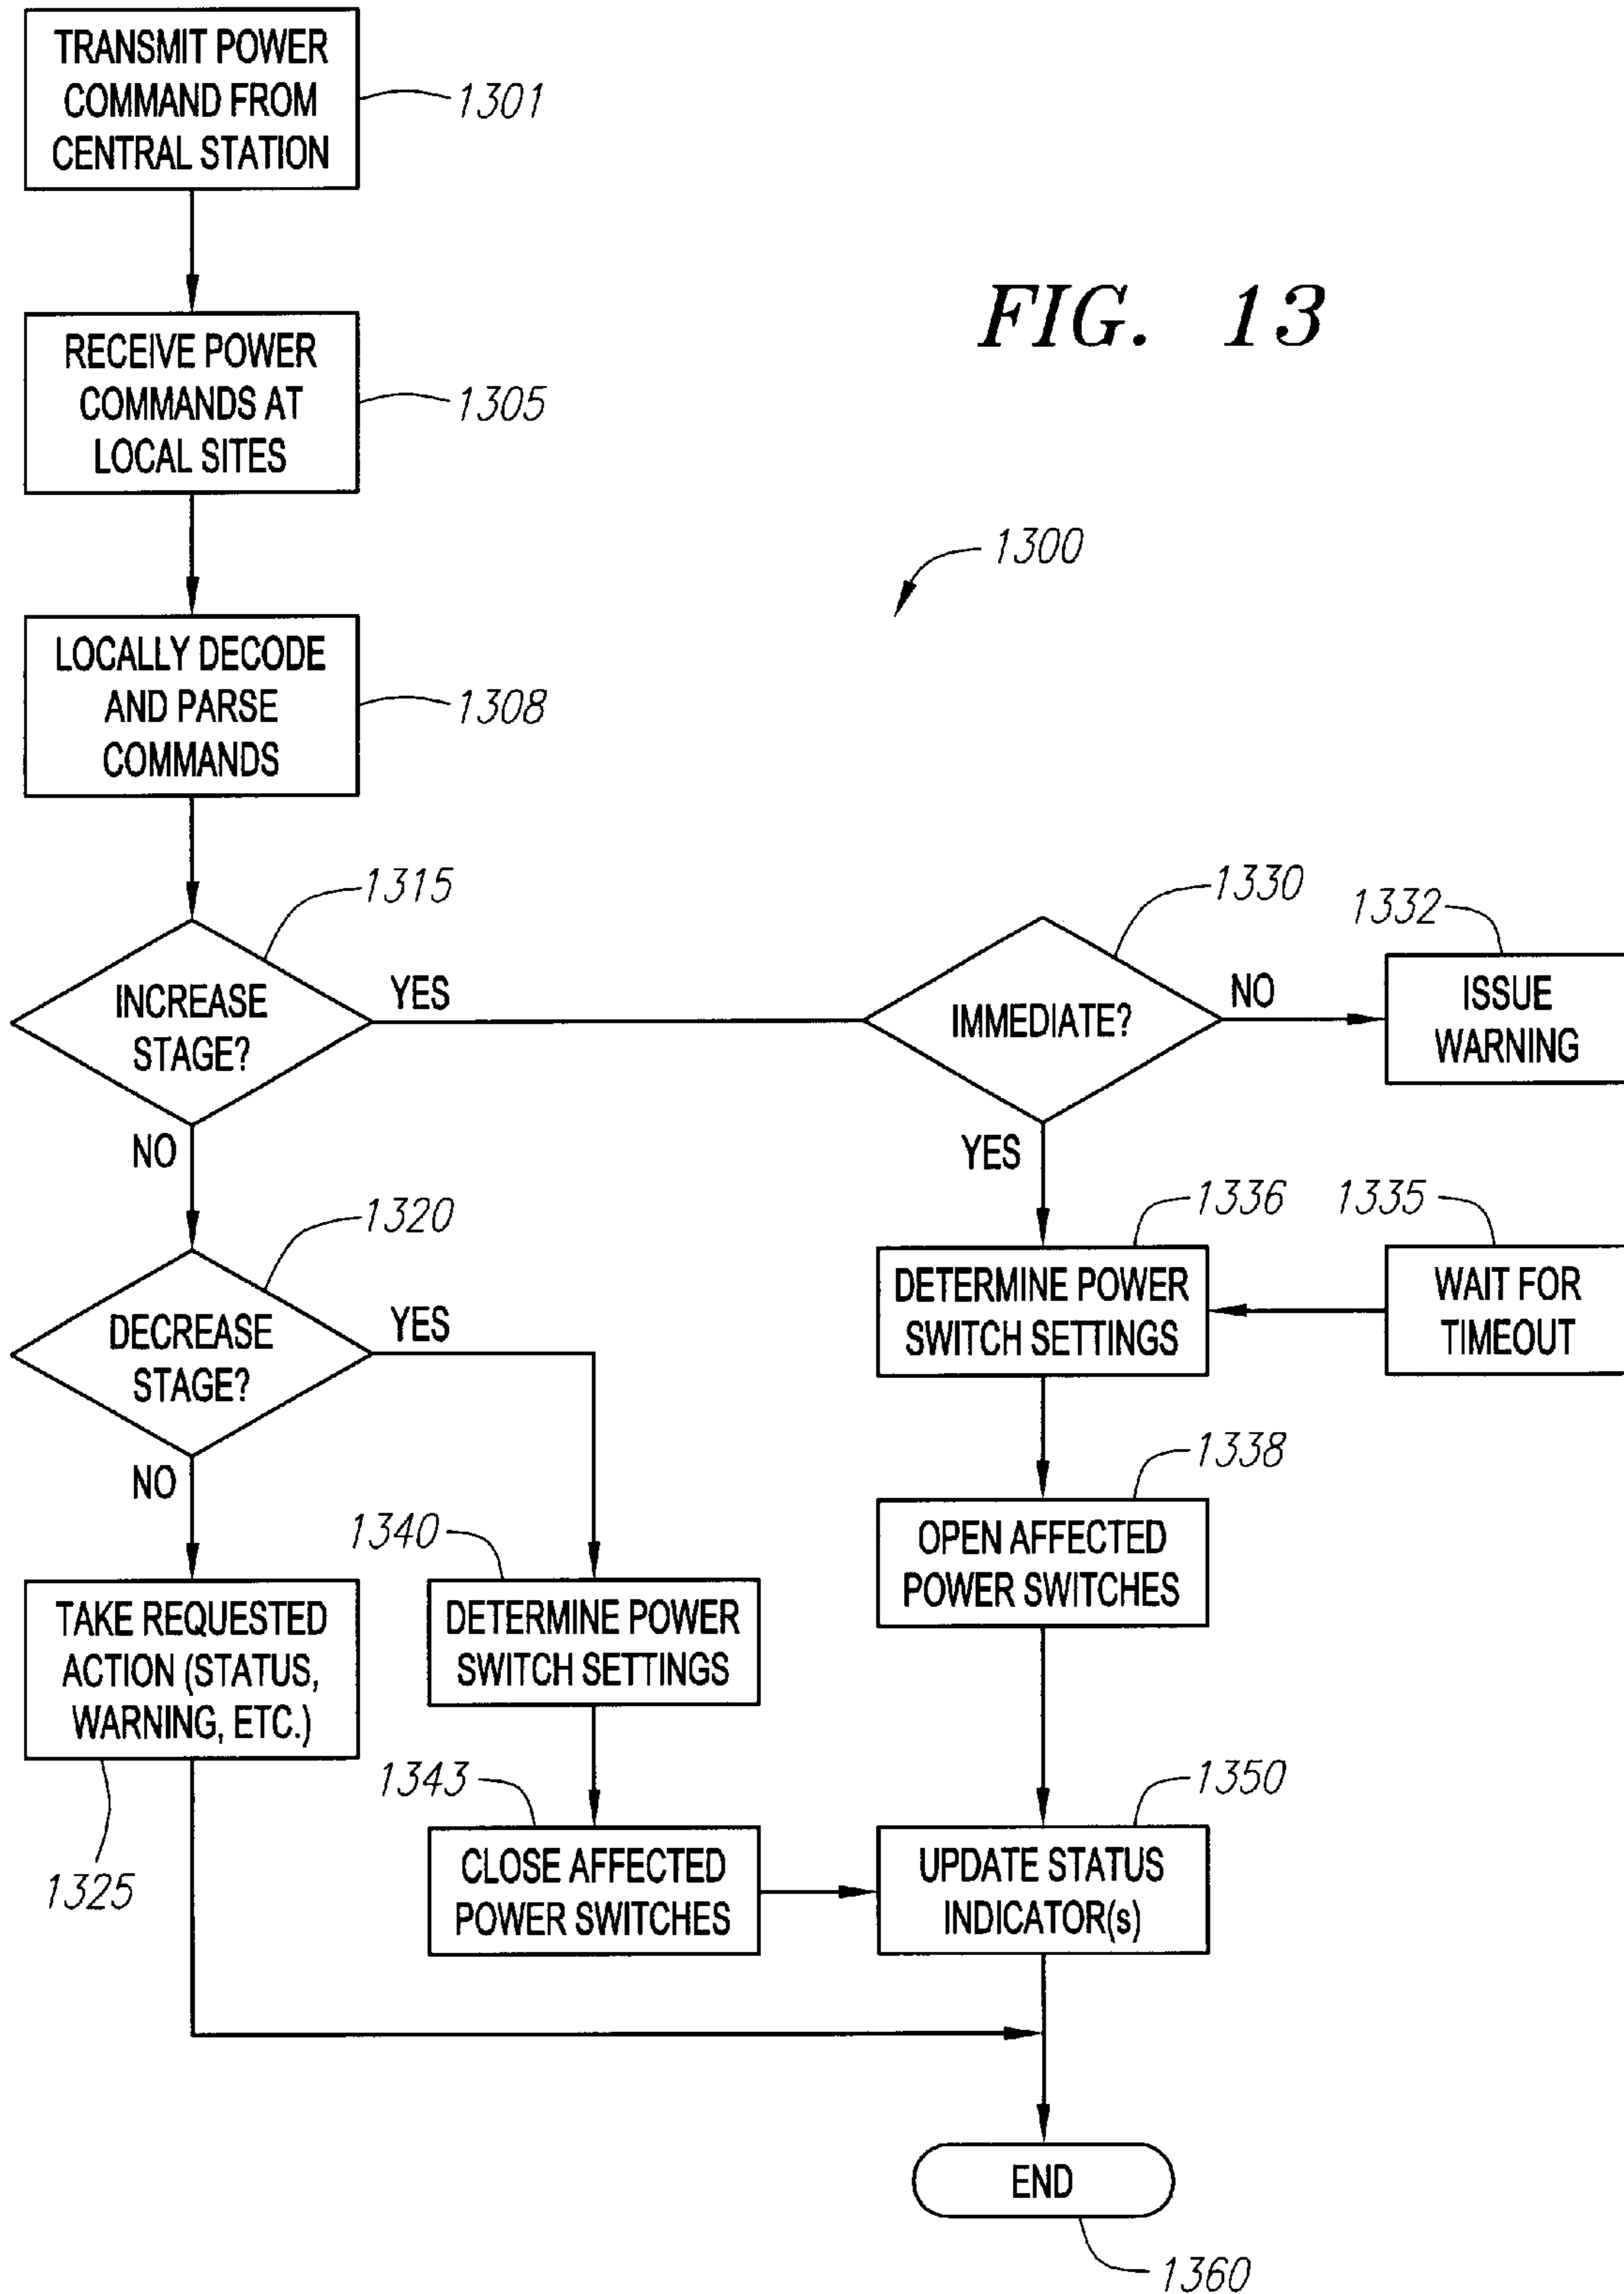 TRANSMIT POWER
COMMAND FROM
CENTRAL STATION
1301
FIG. 13
RECEIVE POWER
COMMANDS AT
LOCAL SITES
1305
1300
LOCALLY DECODE
AND PARSE
COMMANDS
1308
1315
INCREASE
STAGE?
YES
NO
1330
IMMEDIATE?
NO
YES
1332
ISSUE
WARNING
1320
DECREASE
STAGE?
YES
NO
1336
DETERMINE POWER
SWITCH SETTINGS
1335
WAIT FOR
TIMEOUT
1338
OPEN AFFECTED
POWER SWITCHES
1340
DETERMINE POWER
SWITCH SETTINGS
TAKE REQUESTED
ACTION (STATUS,
WARNING, ETC.)
1325
1343
CLOSE AFFECTED
POWER SWITCHES
1350
UPDATE STATUS
INDICATOR(s)
END
1360